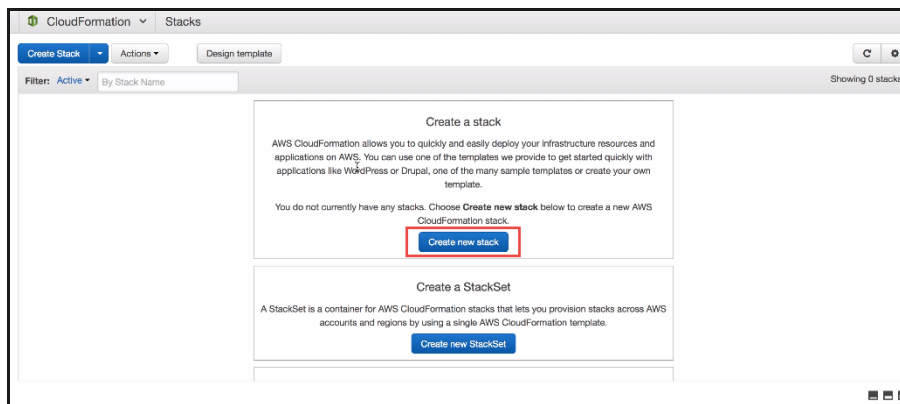 CloudFormation Stacks
Create Stack Actions Design template
Filter: Active By Stack Name Showing 0 stacks
Create a stack
AWS CloudFormation allows you to quickly and easily deploy your infrastructure resources and
applications on AWS. You can use one of the templates we provide to get started quickly with
applications like WordPress or Drupal, one of the many sample templates or create your own
template.
You do not currently have any stacks. Choose Create new stack below to create a new AWS
CloudFormation stack.
Create new stack
Create a StackSet
A StackSet is a container for AWS CloudFormation stacks that lets you provision stacks across AWS
accounts and regions by using a single AWS CloudFormation template.
Create new StackSet